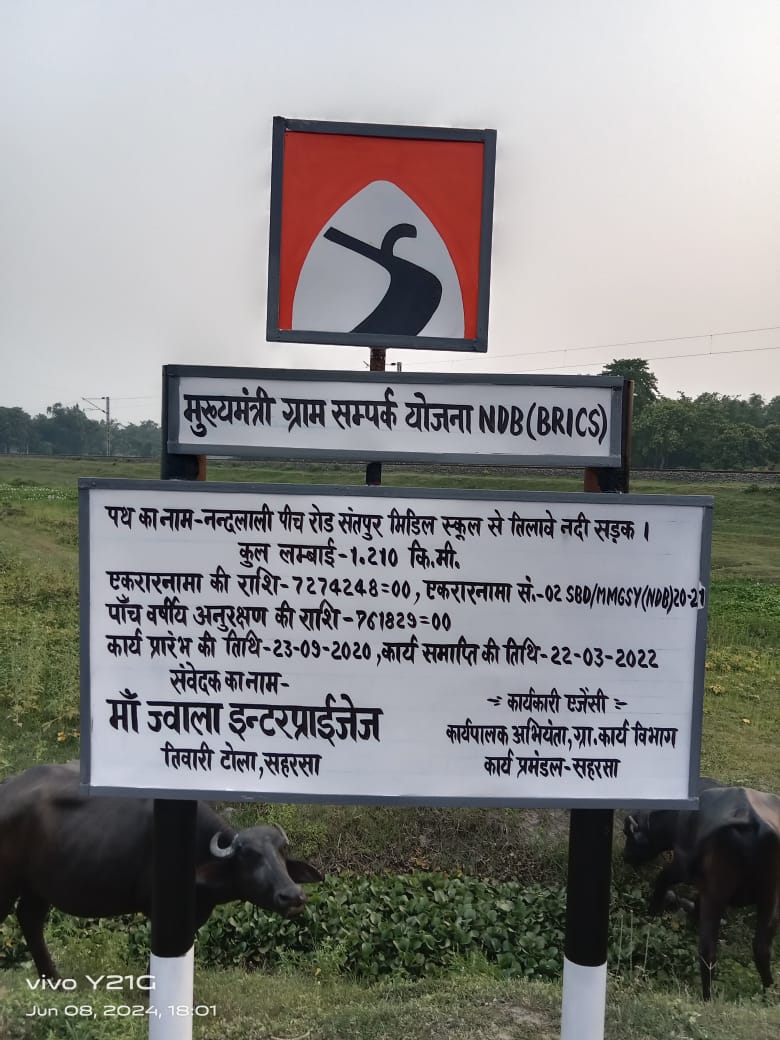 मुख्यमंत्री ग्राम सम्पर्क योजना NDB(BRICS)
पथ का नाम-नन्दलाली पीच रोड संतपुर मिडिल स्कूल से तिलावे नदी सड़क।
कुल लम्बाई-1.210 कि.मी.
एकरारनामा की राशि-7274248=00, एकरारनामा सं.-02 SBD/MMGSY(NDB)20-21
पाँच वर्षीय अनुरक्षण की राशि-761829=00
कार्य प्रारंभ की तिथि-23-09-2020,कार्य समाप्ति की तिथि-22-03-2022
संवेदक का नाम-
माँ ज्वाला इन्टरप्राईजेज
तिवारी टोला,सहरसा
-: कार्यकारी एजेंसी :-
कार्यपालक अभियंता,ग्रा.कार्य विभाग
कार्य प्रमंडल-सहरसा
vivo Y21G
Jun 08, 2024, 18:01